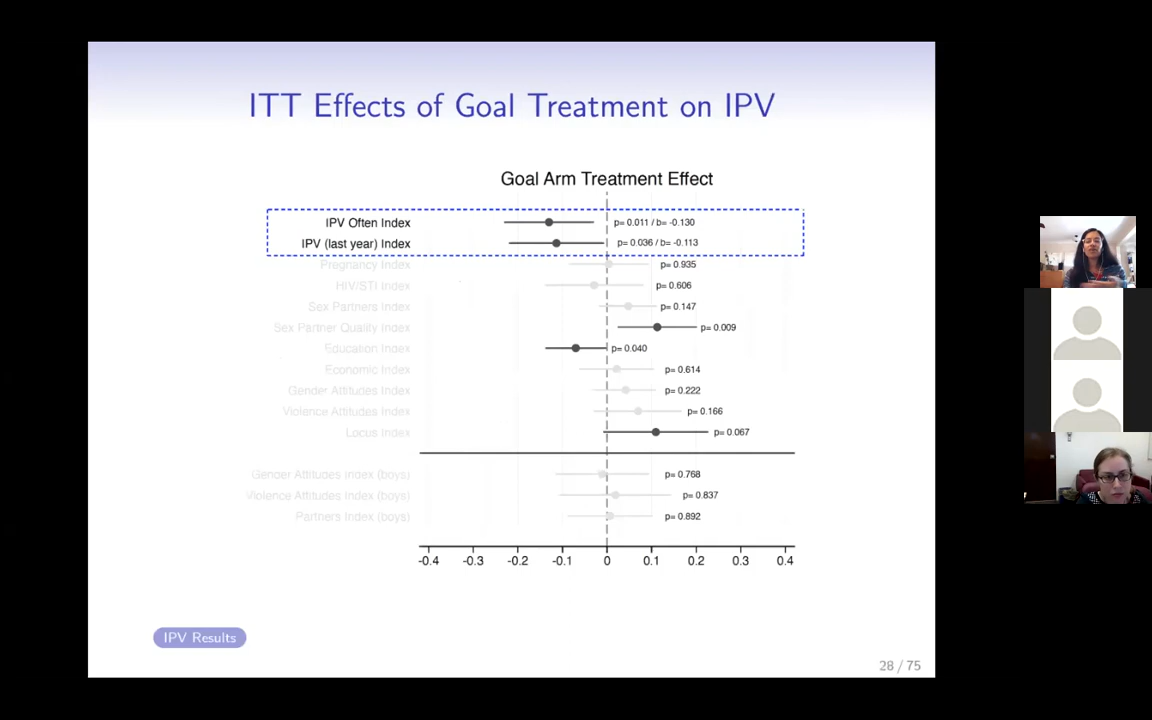 ITT Effects of Goal Treatment on IPV
Goal Arm Treatment Effect
IPV Often Index p= 0.011 / b= -0.130
IPV (last year) Index p= 0.036 / b= -0.113
Pregnancy Index p= 0.935
HIV/STI Index p= 0.606
Sex Partners Index p= 0.147
Sex Partner Quality Index p= 0.009
Education Index p= 0.040
Economic Index p= 0.614
Gender Attitudes Index p= 0.222
Violence Attitudes Index p= 0.166
Locus Index p= 0.067
Gender Attitudes Index (boys) p= 0.768
Violence Attitudes Index (boys) p= 0.837
Partners Index (boys) p= 0.892
-0.4 -0.3 -0.2 -0.1 0 0.1 0.2 0.3 0.4
IPV Results
28 / 75